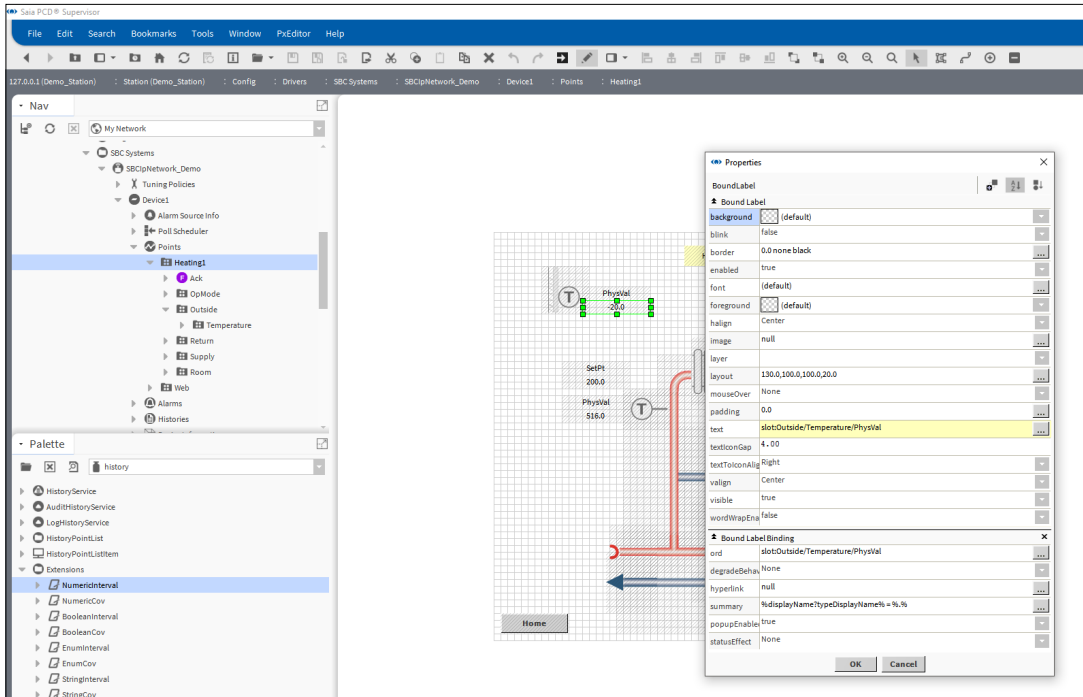 Saia PCD® Supervisor
File Edit Search Bookmarks Tools Window PxEditor Help
127.0.0.1 (Demo_Station) : Station (Demo_Station) : Config : Drivers : SBC Systems : SBCIpNetwork_Demo : Device1 : Points : Heating1
Nav
My Network
SBC Systems
SBCIpNetwork_Demo
Tuning Policies
Device1
Alarm Source Info
Poll Scheduler
Points
Heating1
Ack
OpMode
Outside
Temperature
Return
Supply
Room
Web
Alarms
Histories
Palette
history
HistoryService
AuditHistoryService
LogHistoryService
HistoryPointList
HistoryPointListItem
Extensions
NumericInterval
NumericCov
BooleanInterval
BooleanCov
EnumInterval
EnumCov
StringInterval
StringCov
T
PhysVal
-20.0
SetPt
200.0
PhysVal
516.0
T
Home
Properties
BoundLabel
Bound Label
background (default)
blink false
border 0.0 none black
enabled true
font (default)
foreground (default)
halign Center
image null
layer
layout 130.0,100.0,100.0,20.0
mouseOver None
padding 0.0
text slot:Outside/Temperature/PhysVal
textIconGap 4.00
textToIconAlig Right
valign Center
visible true
wordWrapEna false
Bound Label Binding
ord slot:Outside/Temperature/PhysVal
degradeBehav None
hyperlink null
summary %displayName?typeDisplayName% = %.%
popupEnable true
statusEffect None
OK Cancel